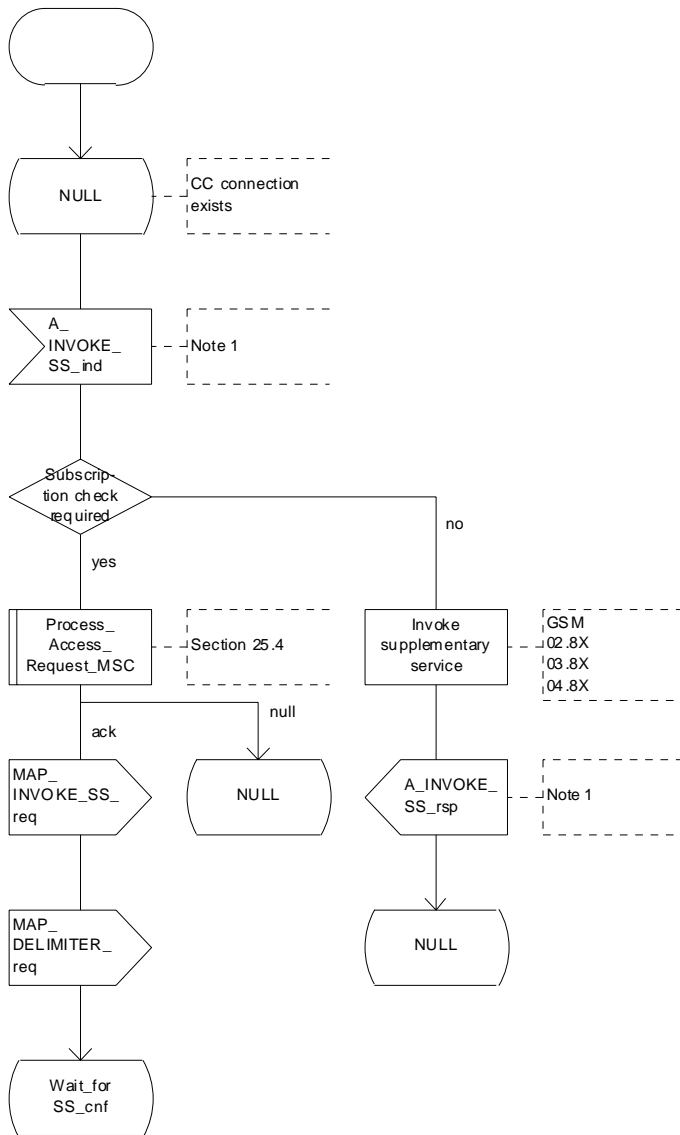 NULL
CC connection
exists
A_
INVOKE_
SS_ind
Note 1
Subscrip-
tion check
required
no
yes
Process_
Access_
Request_MSC
Section 25.4
Invoke
supplementary
service
GSM
02.8X
03.8X
04.8X
null
ack
MAP_
INVOKE_SS_
req
NULL
A_INVOKE_
SS_rsp
Note 1
MAP_
DELIMITER_
req
NULL
Wait_for
SS_cnf